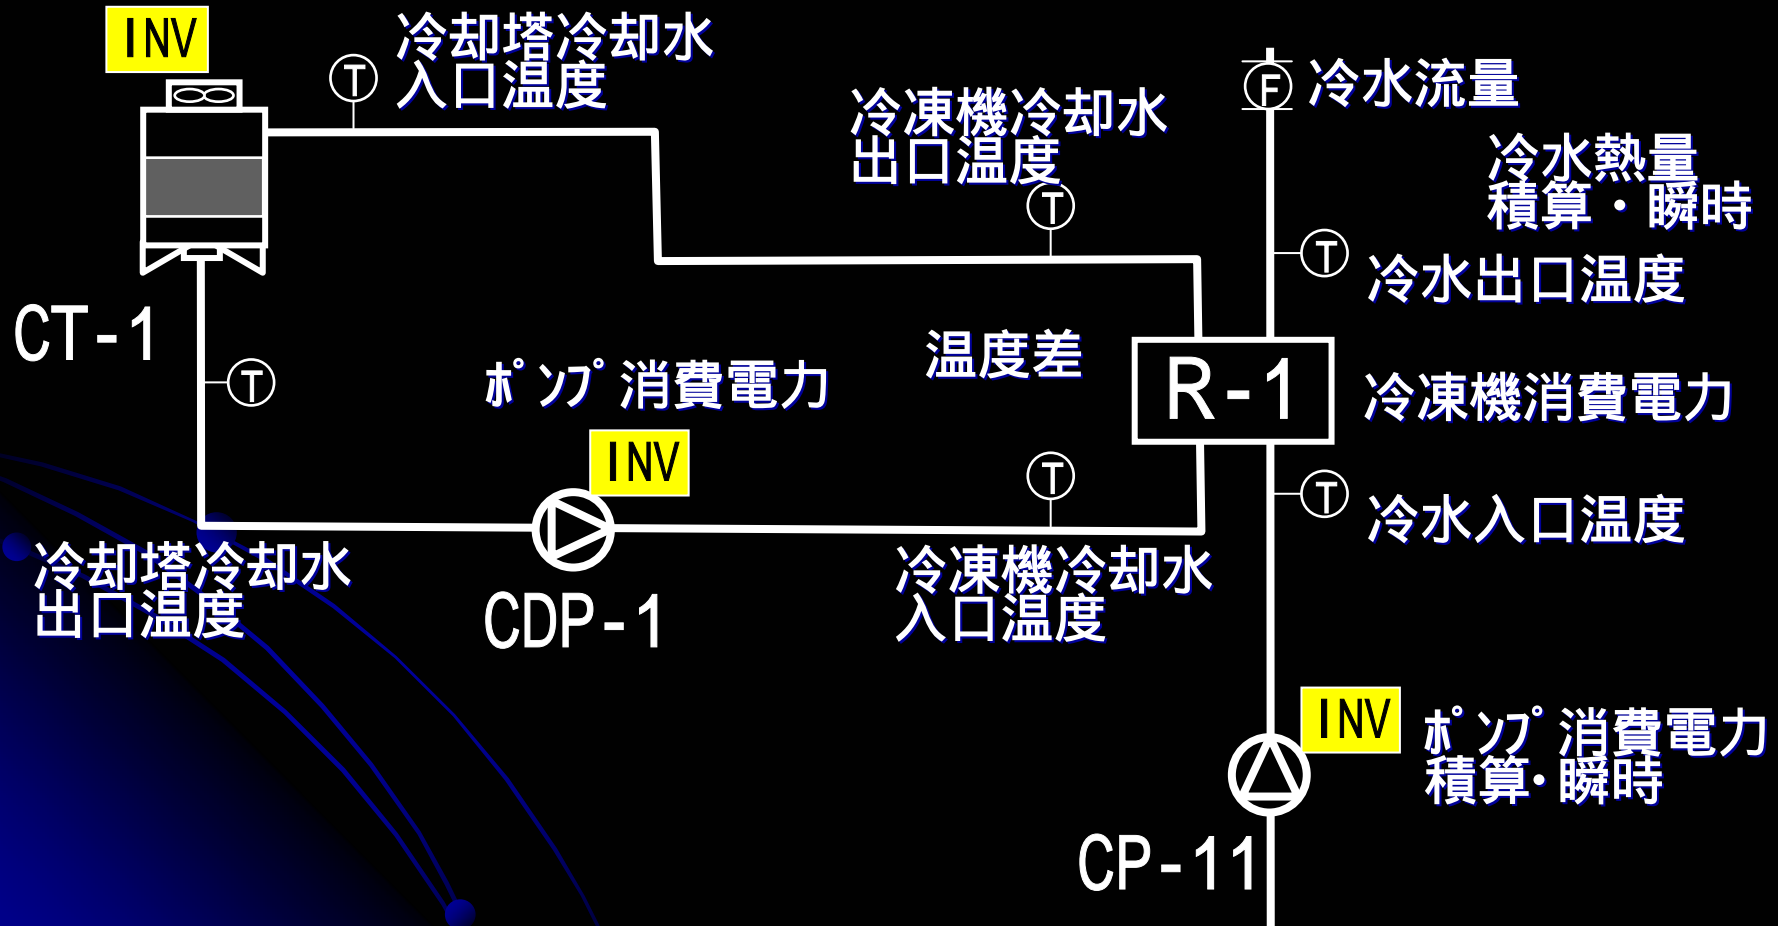 INV
冷却塔冷却水
入口温度
T
冷凍機冷却水
出口温度
T
F
冷水流量
冷水熱量
積算・瞬時
T
冷水出口温度
CT-1
T
ﾎﾟﾝﾌﾟ消費電力
INV
温度差
R-1
冷凍機消費電力
T
T
冷水入口温度
冷却塔冷却水
出口温度
CDP-1
冷凍機冷却水
入口温度
INV
ﾎﾟﾝﾌﾟ消費電力
積算・瞬時
CP-11